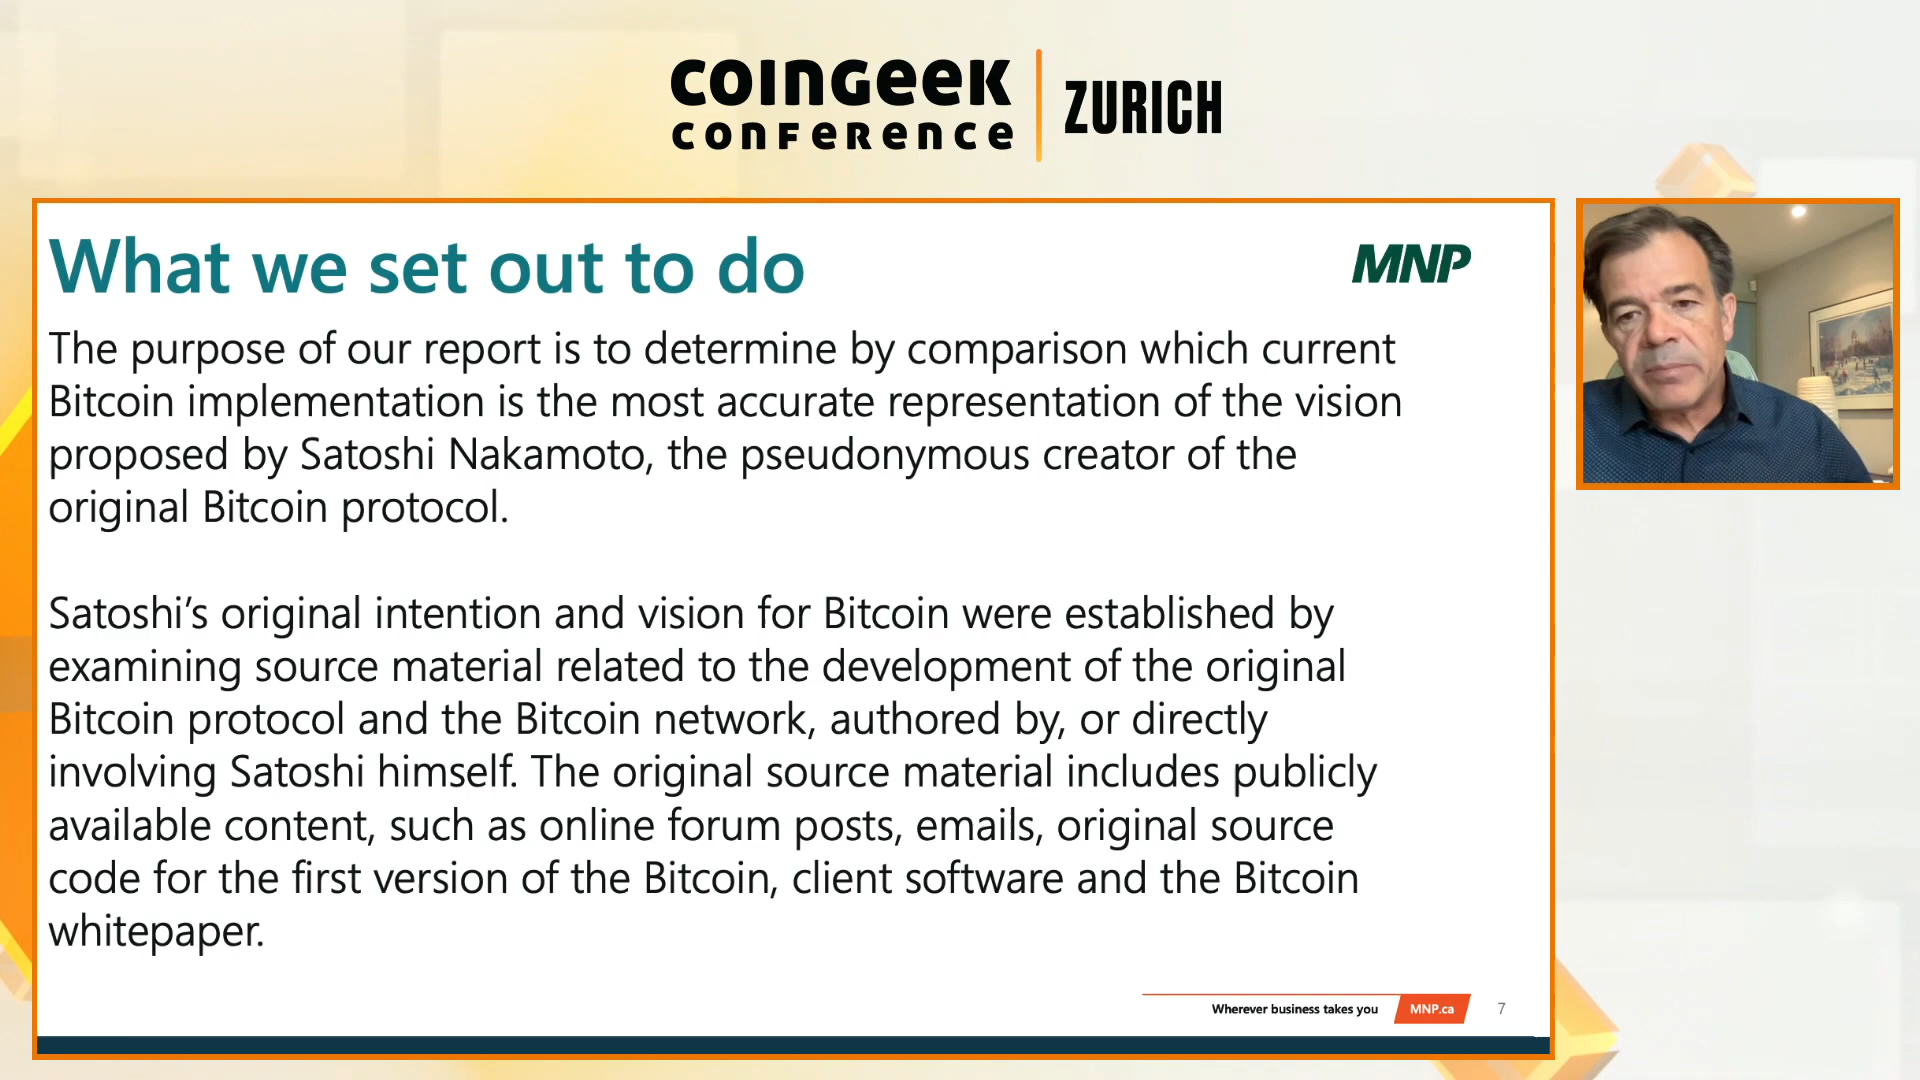 COINGEEK
CONFERENCE
ZURICH
What we set out to do
MNP
The purpose of our report is to determine by comparison which current
Bitcoin implementation is the most accurate representation of the vision
proposed by Satoshi Nakamoto, the pseudonymous creator of the
original Bitcoin protocol.
Satoshi’s original intention and vision for Bitcoin were established by
examining source material related to the development of the original
Bitcoin protocol and the Bitcoin network, authored by, or directly
involving Satoshi himself. The original source material includes publicly
available content, such as online forum posts, emails, original source
code for the first version of the Bitcoin, client software and the Bitcoin
whitepaper.
Wherever business takes you
MNP.ca
7